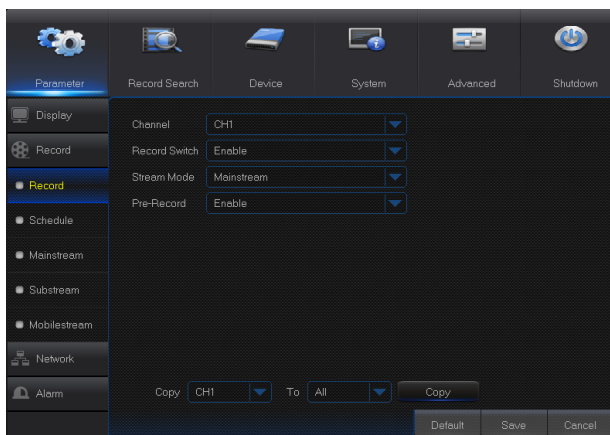 Parameter Record Search Device System Advanced Shutdown
Display
Record
Record
Schedule
Mainstream
Substream
Mobilestream
Network
Alarm
Channel CH1
Record Switch Enable
Stream Mode Mainstream
Pre-Record Enable
Copy CH1 To All Copy
Default Save Cancel